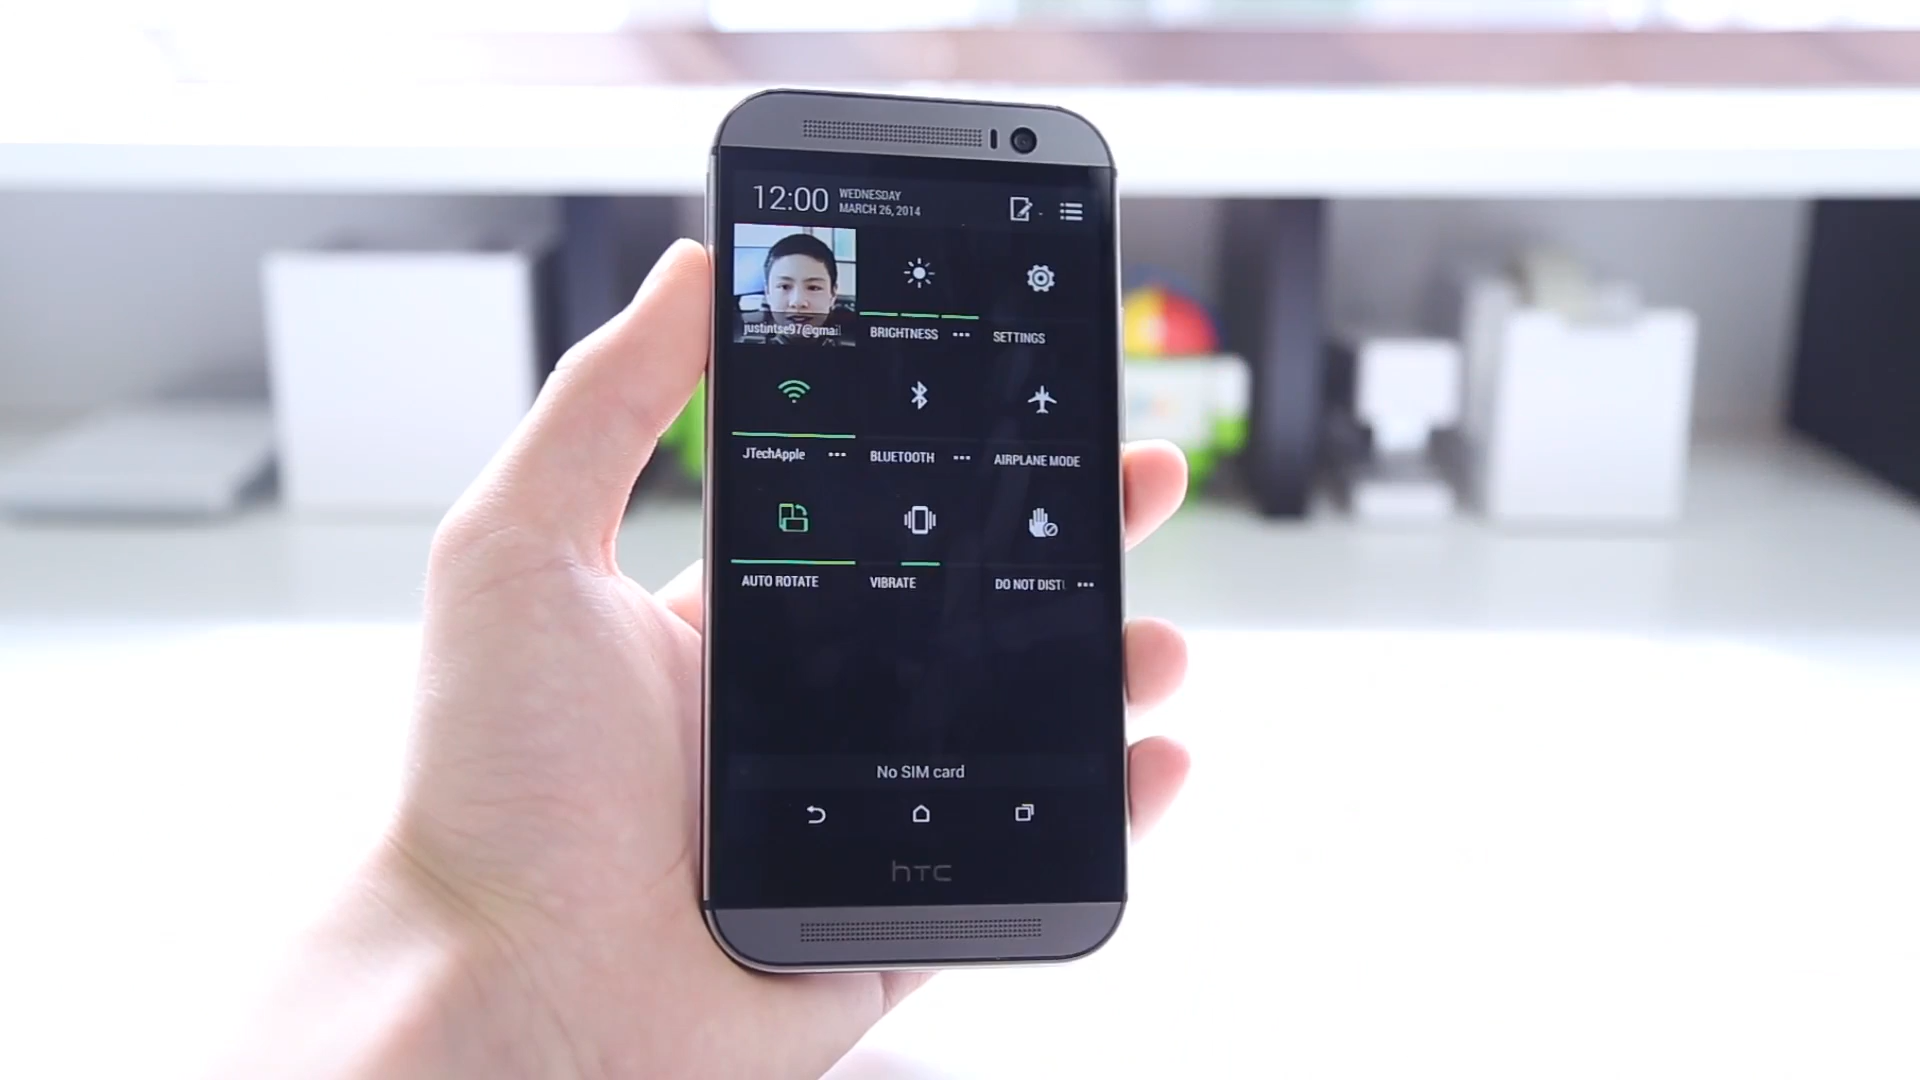 12:00
WEDNESDAY
MARCH 26, 2014
justintse97@gmai
BRIGHTNESS
SETTINGS
JTechApple
BLUETOOTH
AIRPLANE MODE
AUTO ROTATE
VIBRATE
DO NOT DIST
No SIM card
hTC